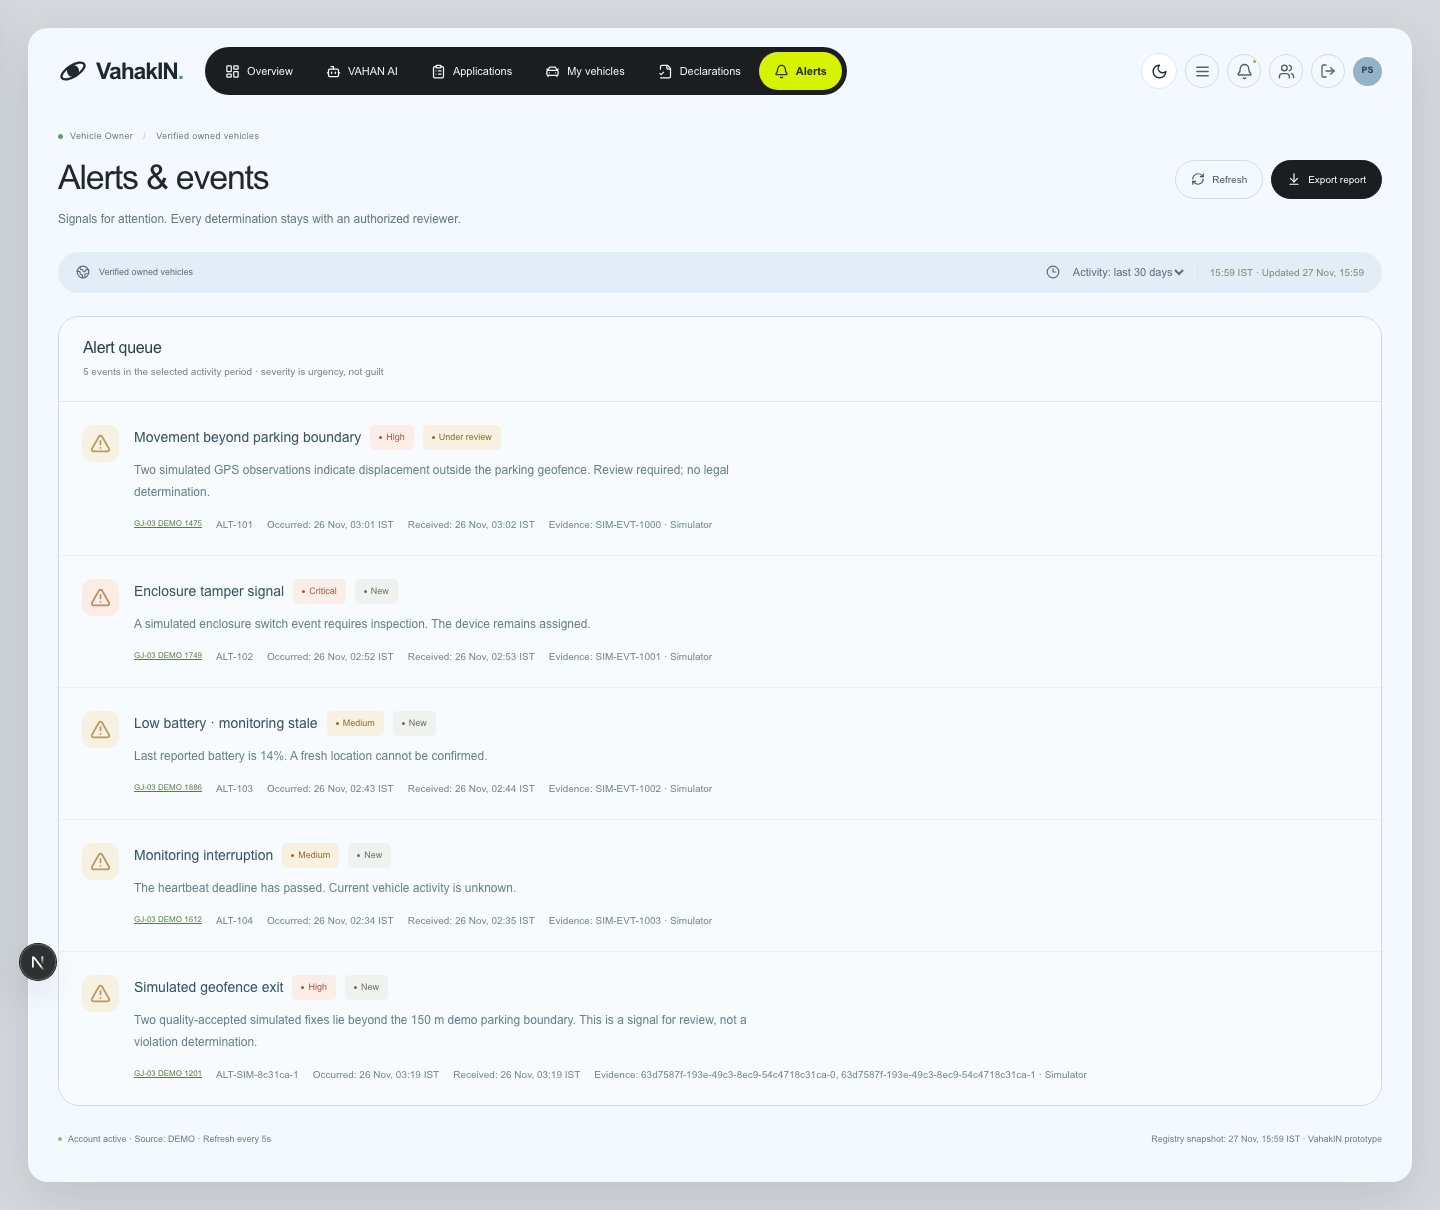 VahakIN.
Overview
VAHAN AI
Applications
My vehicles
Declarations
Alerts
PS
Vehicle Owner / Verified owned vehicles
Alerts & events
Refresh
Export report
Signals for attention. Every determination stays with an authorized reviewer.
Verified owned vehicles
Activity: last 30 days
15:59 IST · Updated 27 Nov, 15:59
Alert queue
5 events in the selected activity period · severity is urgency, not guilt
Movement beyond parking boundary • High • Under review
Two simulated GPS observations indicate displacement outside the parking geofence. Review required; no legal
determination.
GJ-03 DEMO 1475 ALT-101 Occurred: 26 Nov, 03:01 IST Received: 26 Nov, 03:02 IST Evidence: SIM-EVT-1000 · Simulator
Enclosure tamper signal • Critical • New
A simulated enclosure switch event requires inspection. The device remains assigned.
GJ-03 DEMO 1749 ALT-102 Occurred: 26 Nov, 02:52 IST Received: 26 Nov, 02:53 IST Evidence: SIM-EVT-1001 · Simulator
Low battery · monitoring stale • Medium • New
Last reported battery is 14%. A fresh location cannot be confirmed.
GJ-03 DEMO 1886 ALT-103 Occurred: 26 Nov, 02:43 IST Received: 26 Nov, 02:44 IST Evidence: SIM-EVT-1002 · Simulator
Monitoring interruption • Medium • New
The heartbeat deadline has passed. Current vehicle activity is unknown.
GJ-03 DEMO 1612 ALT-104 Occurred: 26 Nov, 02:34 IST Received: 26 Nov, 02:35 IST Evidence: SIM-EVT-1003 · Simulator
N
Simulated geofence exit • High • New
Two quality-accepted simulated fixes lie beyond the 150 m demo parking boundary. This is a signal for review, not a
violation determination.
GJ-03 DEMO 1201 ALT-SIM-8c31ca-1 Occurred: 26 Nov, 03:19 IST Received: 26 Nov, 03:19 IST Evidence: 63d7587f-193e-49c3-8ec9-54c4718c31ca-0, 63d7587f-193e-49c3-8ec9-54c4718c31ca-1 · Simulator
Account active · Source: DEMO · Refresh every 5s
Registry snapshot: 27 Nov, 15:59 IST · VahakIN prototype